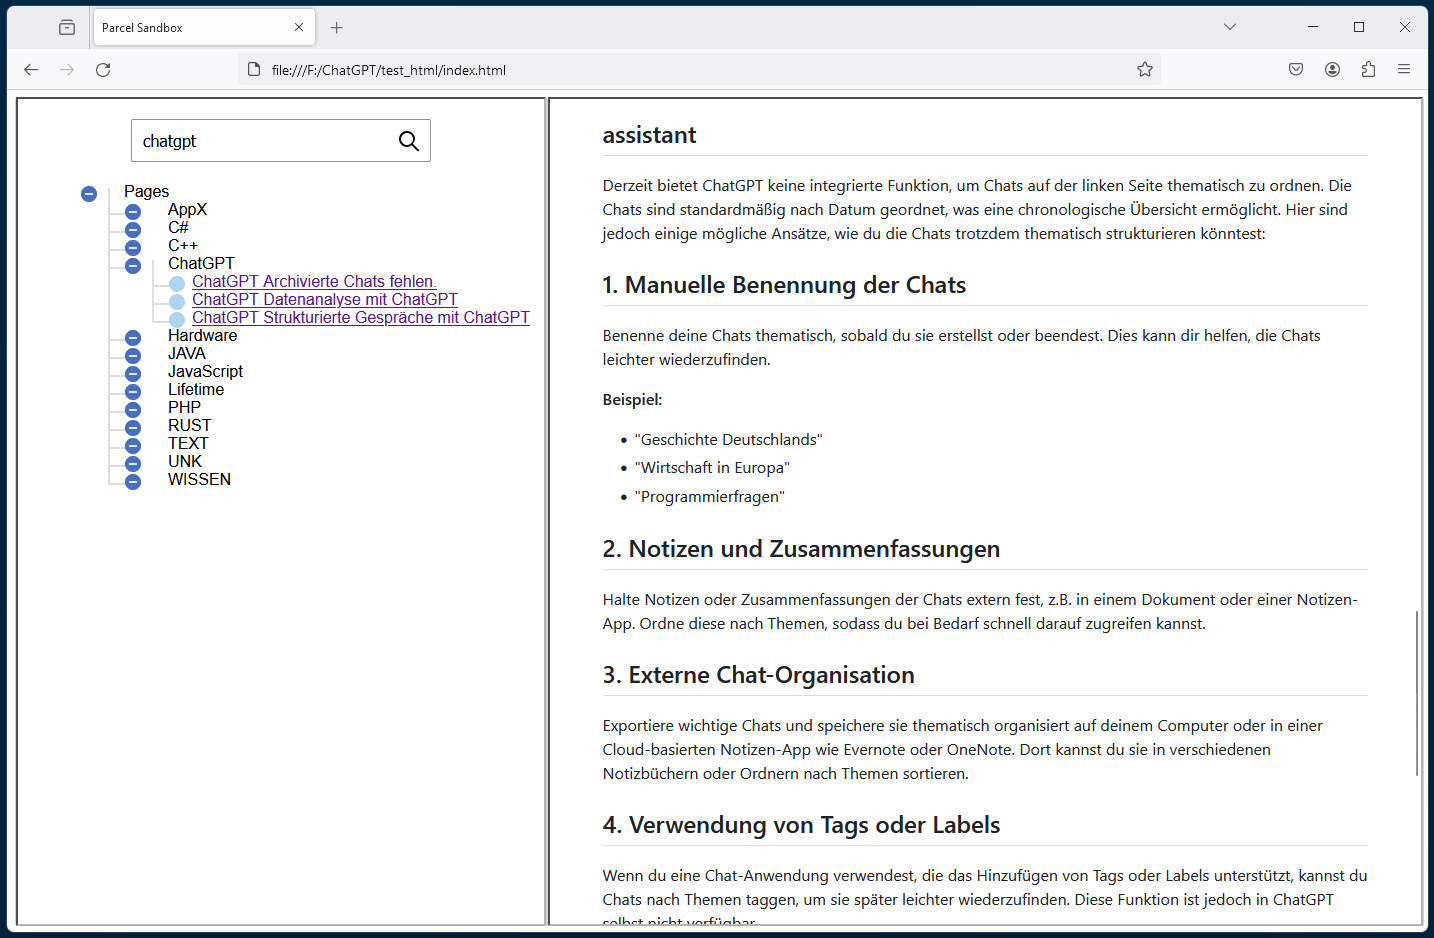 Parcel Sandbox
file:///F:/ChatGPT/test_html/index.html
chatgpt
Pages
AppX
C#
C++
ChatGPT
ChatGPT Archivierte Chats fehlen.
ChatGPT Datenanalyse mit ChatGPT
ChatGPT Strukturierte Gespräche mit ChatGPT
Hardware
JAVA
JavaScript
Lifetime
PHP
RUST
TEXT
UNK
WISSEN
assistant
Derzeit bietet ChatGPT keine integrierte Funktion, um Chats auf der linken Seite thematisch zu ordnen. Die
Chats sind standardmäßig nach Datum geordnet, was eine chronologische Übersicht ermöglicht. Hier sind
jedoch einige mögliche Ansätze, wie du die Chats trotzdem thematisch strukturieren könntest:
1. Manuelle Benennung der Chats
Benenne deine Chats thematisch, sobald du sie erstellst oder beendest. Dies kann dir helfen, die Chats
leichter wiederzufinden.
Beispiel:
• "Geschichte Deutschlands"
• "Wirtschaft in Europa"
• "Programmierfragen"
2. Notizen und Zusammenfassungen
Halte Notizen oder Zusammenfassungen der Chats extern fest, z.B. in einem Dokument oder einer Notizen-
App. Ordne diese nach Themen, sodass du bei Bedarf schnell darauf zugreifen kannst.
3. Externe Chat-Organisation
Exportiere wichtige Chats und speichere sie thematisch organisiert auf deinem Computer oder in einer
Cloud-basierten Notizen-App wie Evernote oder OneNote. Dort kannst du sie in verschiedenen
Notizbüchern oder Ordnern nach Themen sortieren.
4. Verwendung von Tags oder Labels
Wenn du eine Chat-Anwendung verwendest, die das Hinzufügen von Tags oder Labels unterstützt, kannst du
Chats nach Themen taggen, um sie später leichter wiederzufinden. Diese Funktion ist jedoch in ChatGPT
selbst nicht verfügbar